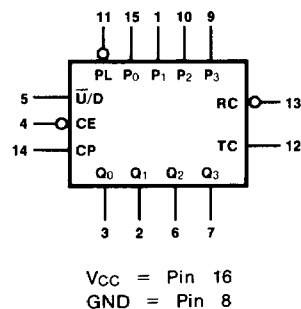 11 15 1 10 9
PL P0 P1 P2 P3
5 U̅/D
RC 13
4 CE
14 CP
TC 12
Q0 Q1 Q2 Q3
3 2 6 7
VCC = Pin 16
GND = Pin 8